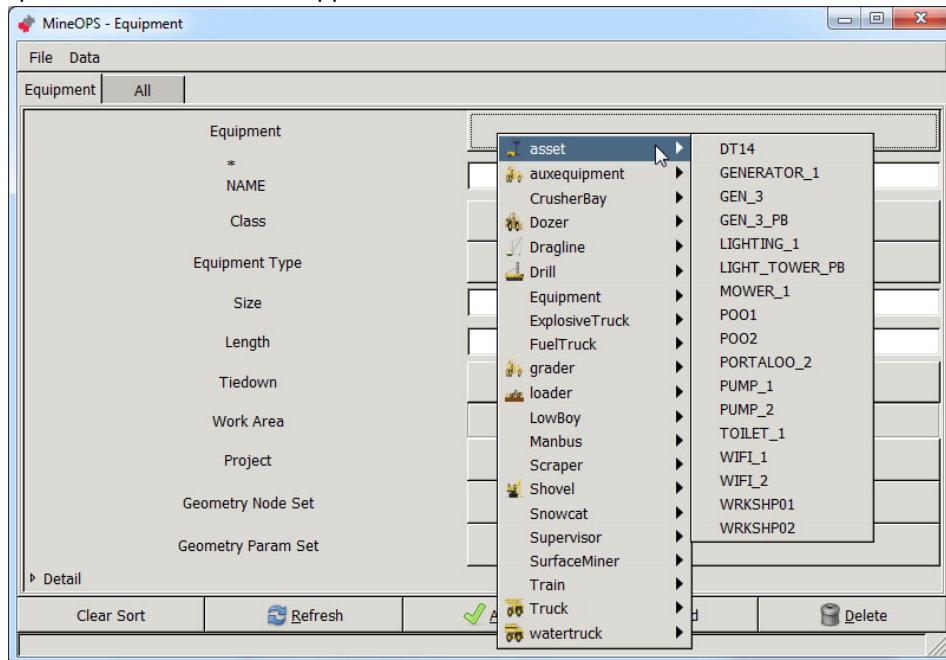 MineOPS - Equipment
File Data
Equipment All
Equipment
*
NAME
Class
Equipment Type
Size
Length
Tiedown
Work Area
Project
Geometry Node Set
Geometry Param Set
Detail
asset
auxequipment
CrusherBay
Dozer
Dragline
Drill
Equipment
ExplosiveTruck
FuelTruck
grader
loader
LowBoy
Manbus
Scraper
Shovel
Snowcat
Supervisor
SurfaceMiner
Train
Truck
watertruck
DT14
GENERATOR_1
GEN_3
GEN_3_PB
LIGHTING_1
LIGHT_TOWER_PB
MOWER_1
POO1
POO2
PORTALOO_2
PUMP_1
PUMP_2
TOILET_1
WIFI_1
WIFI_2
WRKSHP01
WRKSHP02
Clear Sort Refresh Delete